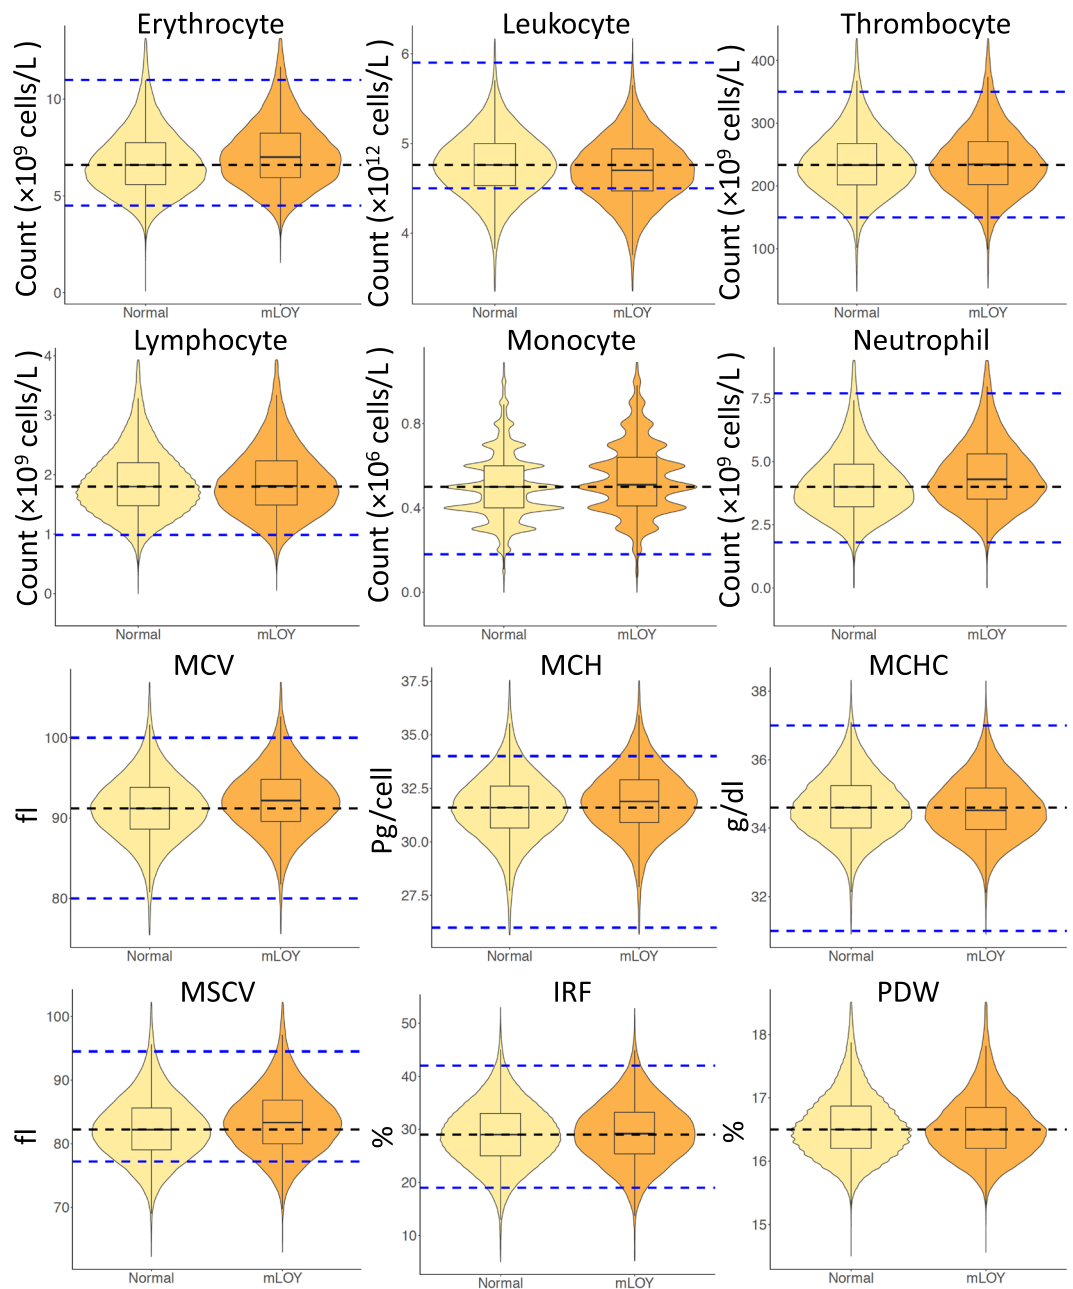 Erythrocyte Leukocyte Thrombocyte
Count (×10⁹ cells/L )
10
5
0
Normal mLOY
Count (×10¹² cells/L )
6
5
4
Normal mLOY
Count (×10⁹ cells/L )
400
300
200
100
Normal mLOY
Lymphocyte Monocyte Neutrophil
Count (×10⁹ cells/L )
4
3
2
1
0
Normal mLOY
Count (×10⁶ cells/L )
0.8
0.4
0.0
Normal mLOY
Count (×10⁹ cells/L )
7.5
5.0
2.5
0.0
Normal mLOY
MCV MCH MCHC
fl
100
90
80
Normal mLOY
Pg/cell
37.5
35.0
32.5
30.0
27.5
Normal mLOY
g/dl
38
36
34
32
Normal mLOY
MSCV IRF PDW
fl
100
90
80
70
Normal mLOY
%
50
40
30
20
10
Normal mLOY
%
18
17
16
15
Normal mLOY